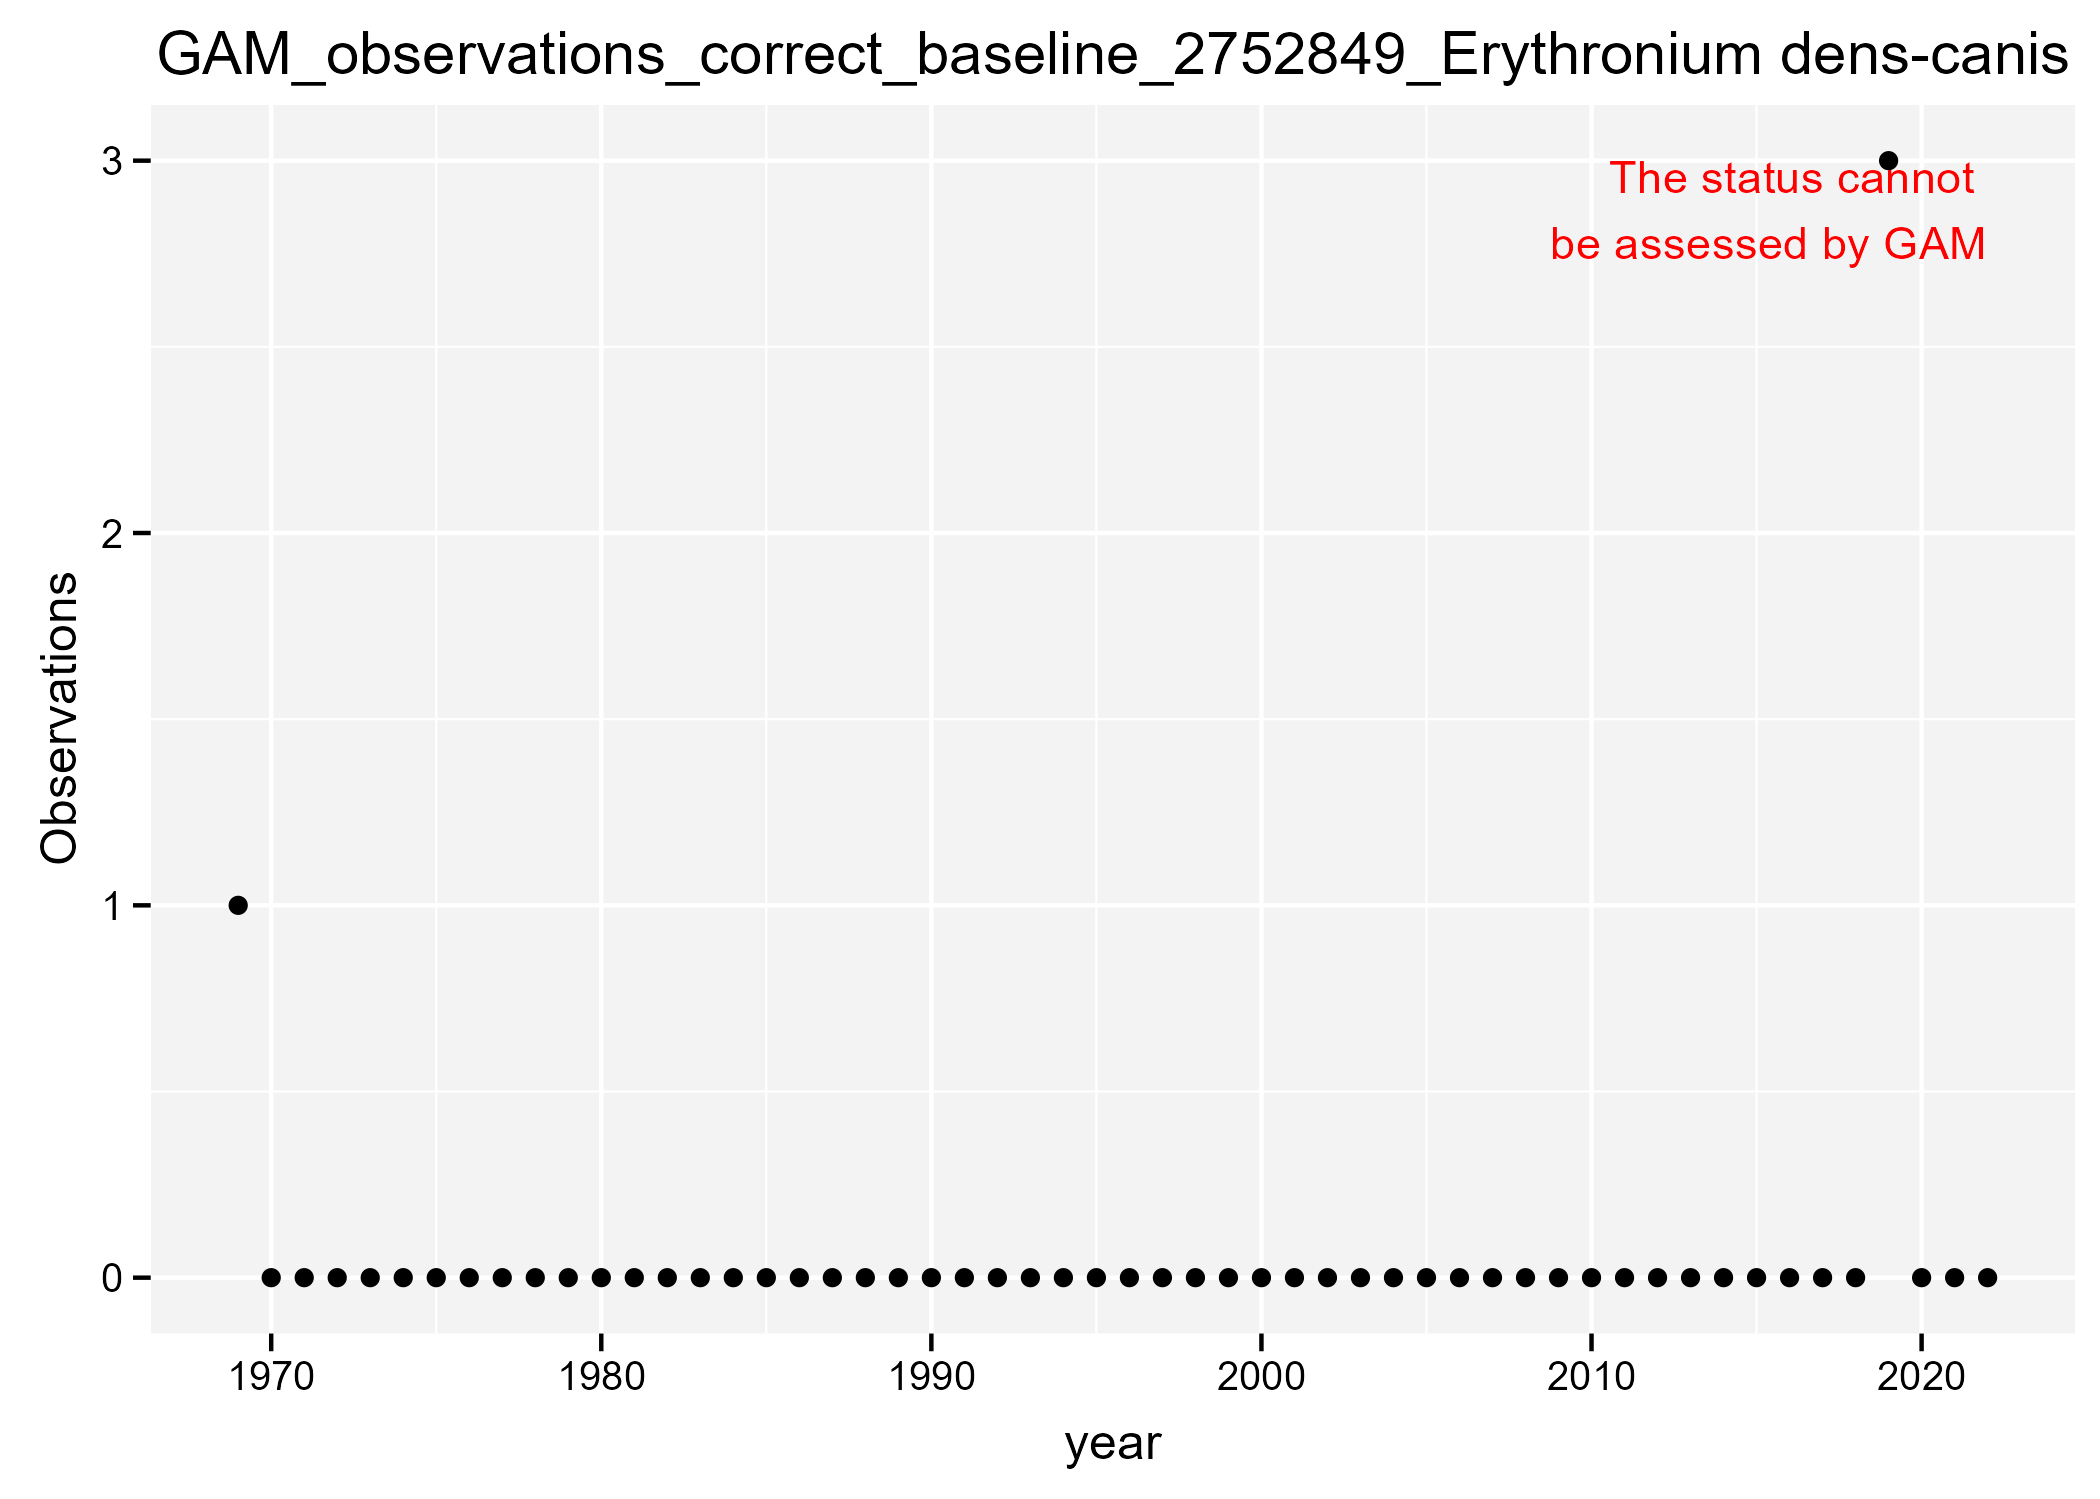 GAM_observations_correct_baseline_2752849_Erythronium dens-canis
3
The status cannot
be assessed by GAM
2
Observations
1
0
1970 1980 1990 2000 2010 2020
year